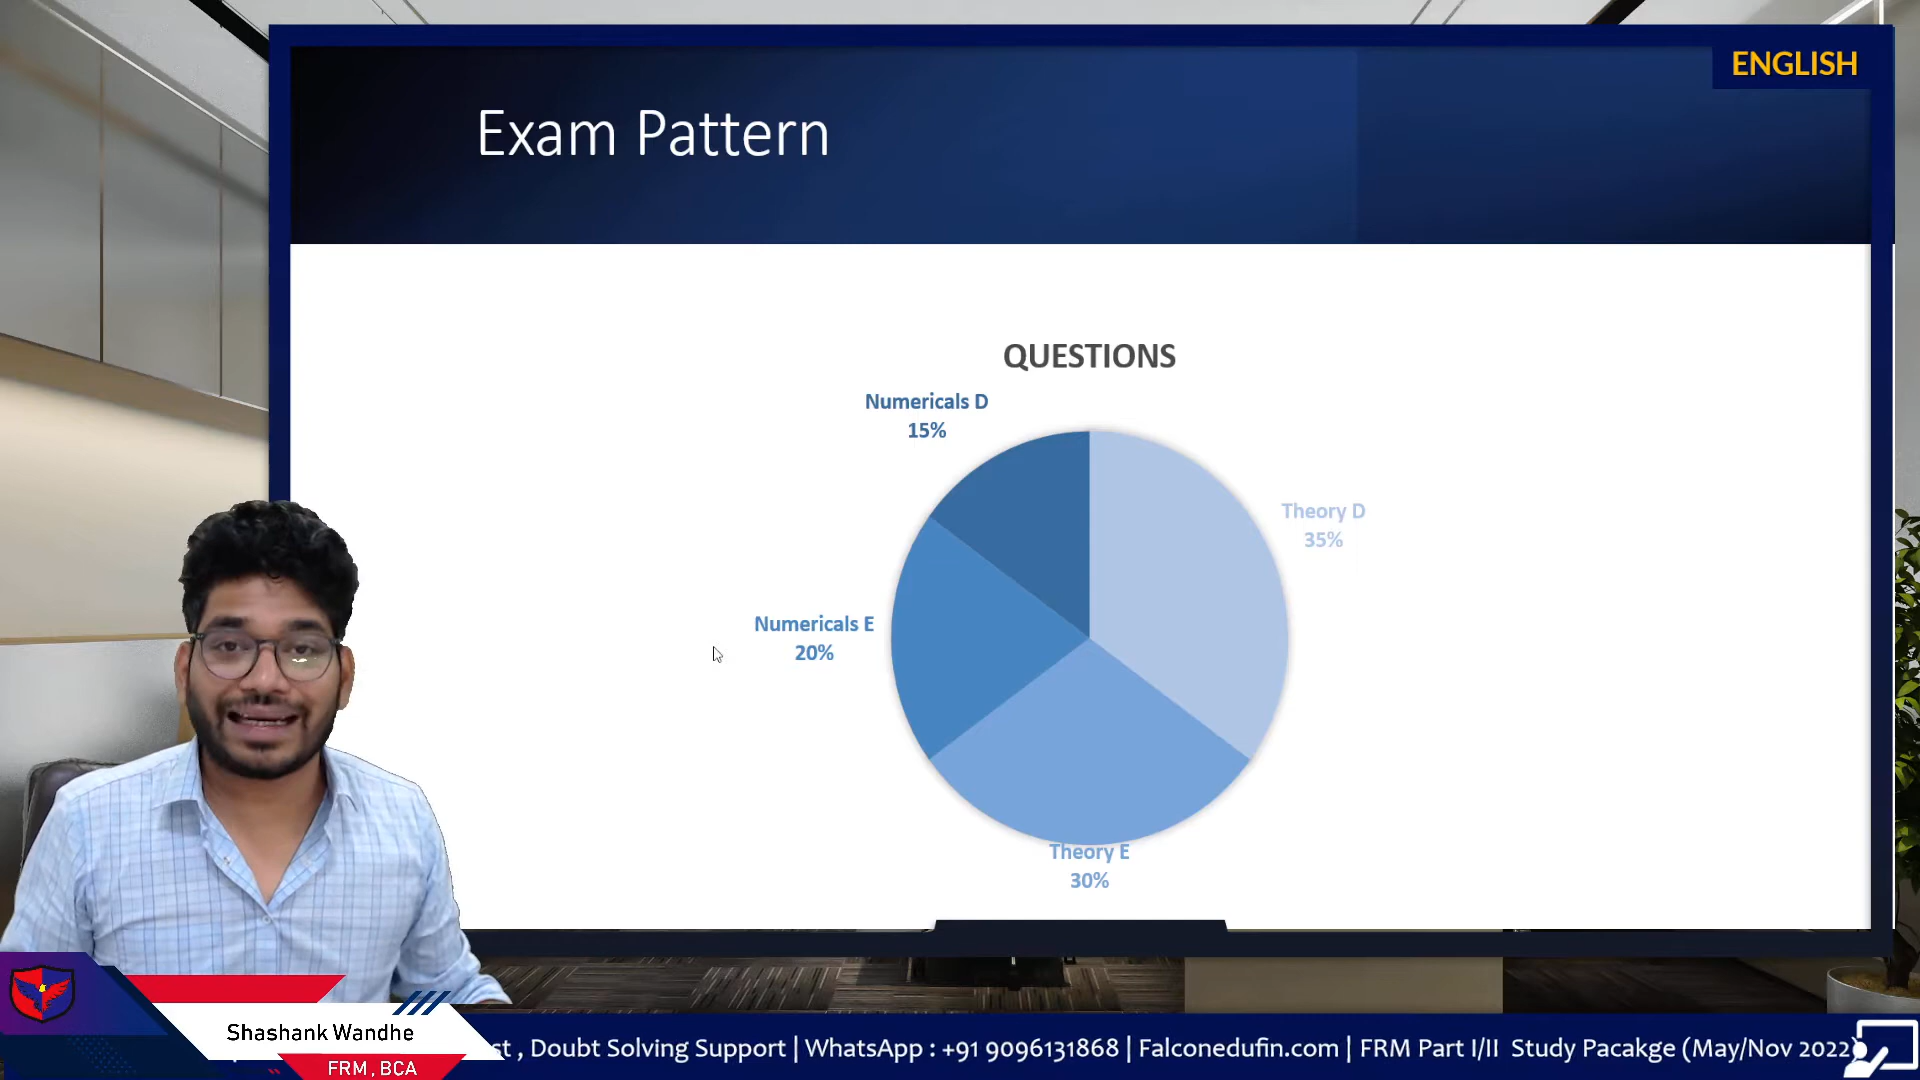 ENGLISH
Exam Pattern
QUESTIONS
Numericals D
15%
Theory D
35%
Numericals E
20%
Theory E
30%
Shashank Wandhe
FRM, BCA
st , Doubt Solving Support | WhatsApp : +91 9096131868 | Falconedufin.com | FRM Part I/II Study Pacakge (May/Nov 2022)